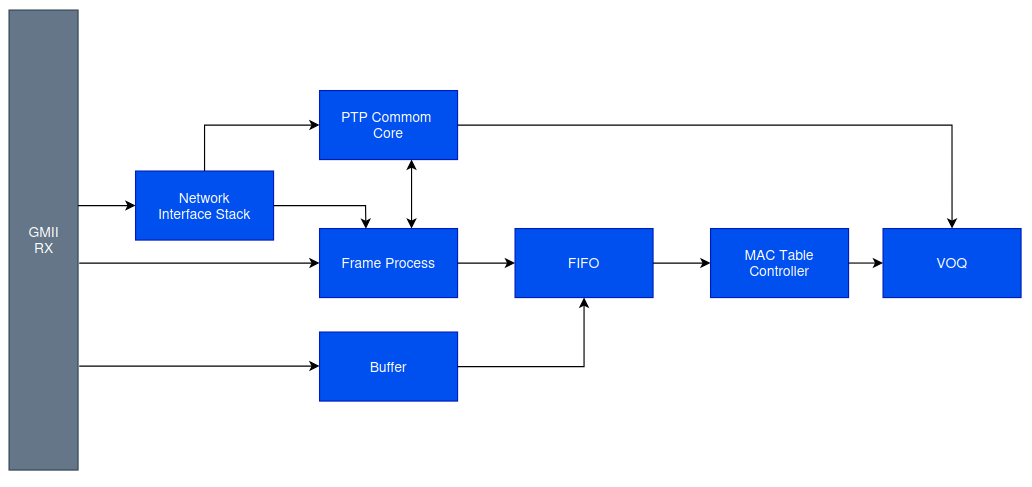 PTP Commom
Core
Network
Interface Stack
GMII
RX
Frame Process
FIFO
MAC Table
Controller
VOQ
Buffer